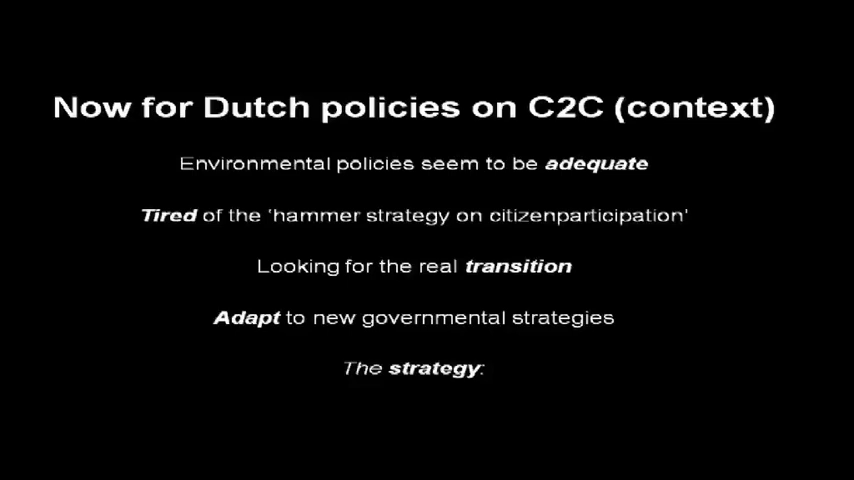 Now for Dutch policies on C2C (context)
Environmental policies seem to be adequate
Tired of the 'hammer strategy on citizenparticipation'
Looking for the real transition
Adapt to new governmental strategies
The strategy: